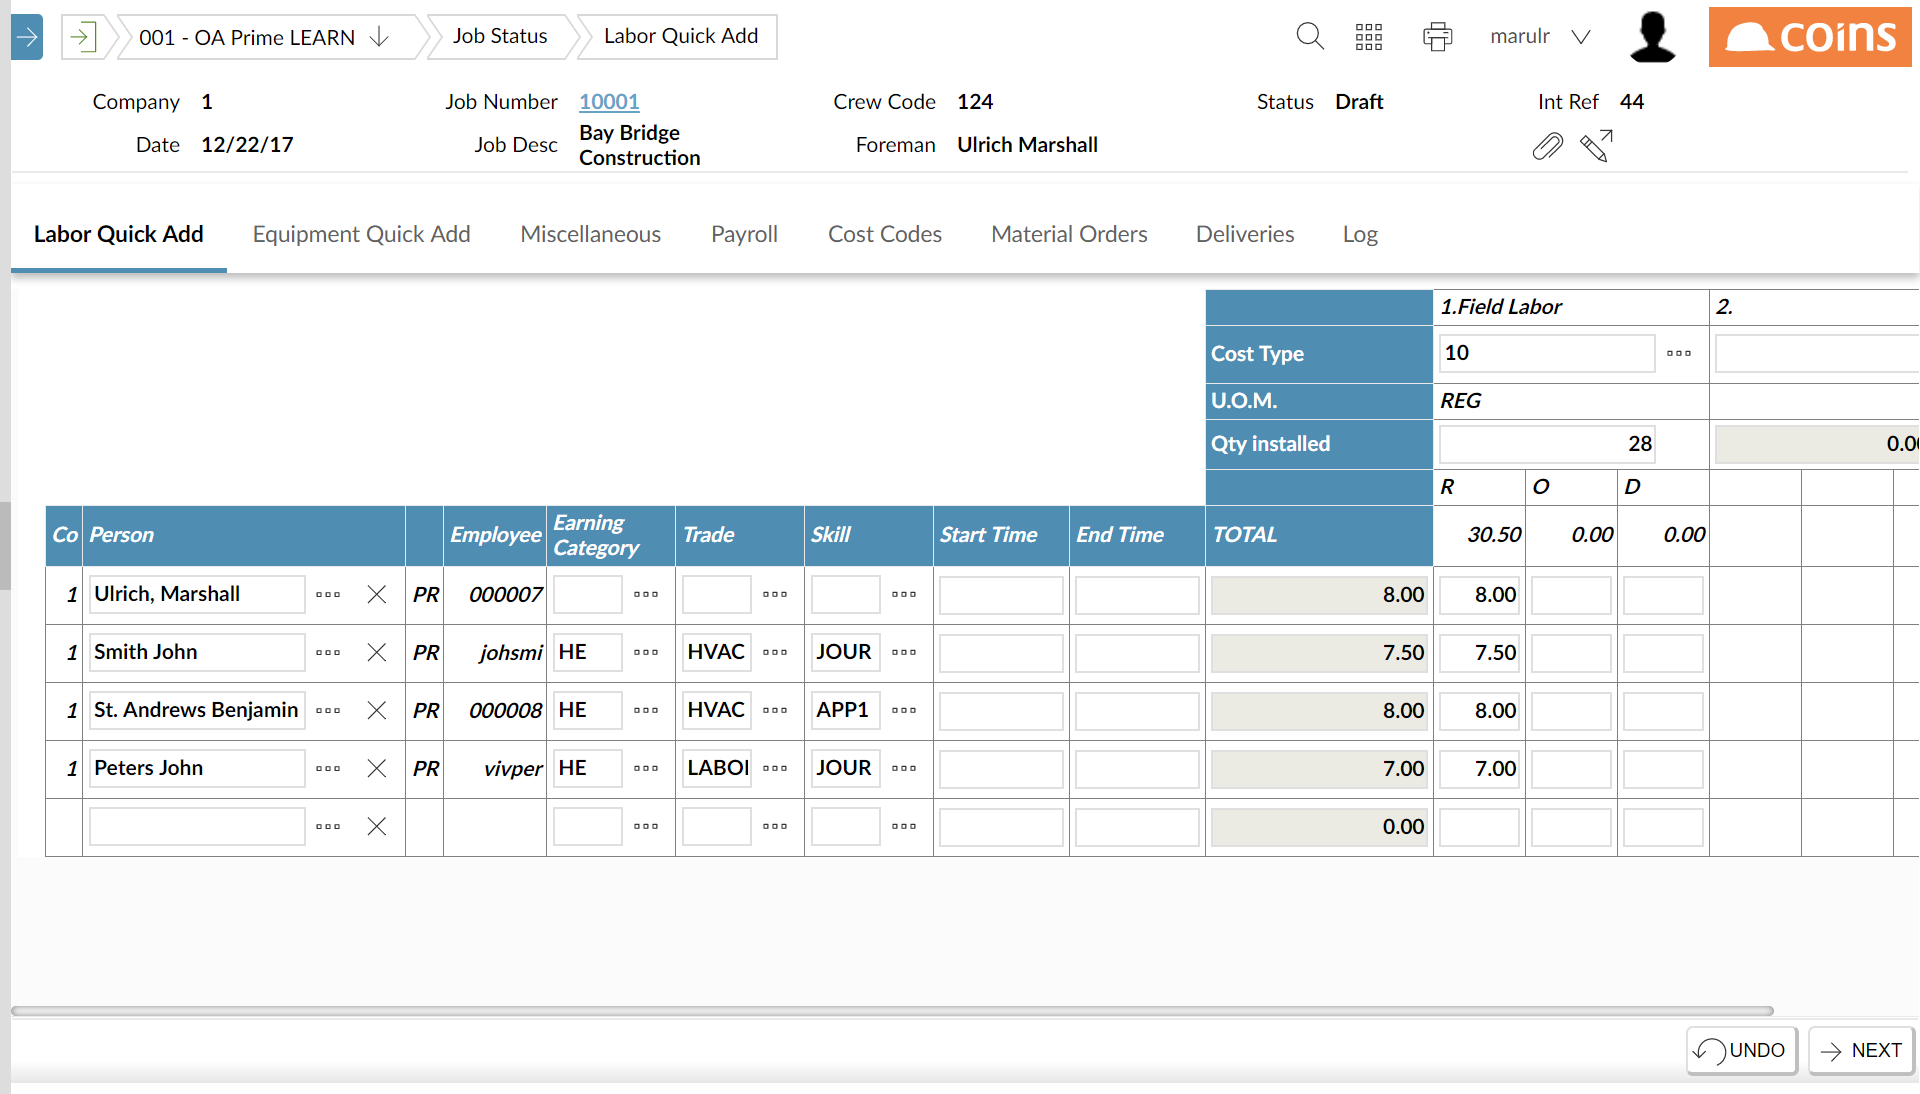 001 - OA Prime LEARN
Job Status
Labor Quick Add
marulr
coins
Company 1
Job Number 10001
Crew Code 124
Status Draft
Int Ref 44
Date 12/22/17
Job Desc Bay Bridge Construction
Foreman Ulrich Marshall
Labor Quick Add
Equipment Quick Add
Miscellaneous
Payroll
Cost Codes
Material Orders
Deliveries
Log
1.Field Labor 2.
Cost Type 10
U.O.M. REG
Qty installed 28
R O D
Co Person Employee Earning Category Trade Skill Start Time End Time TOTAL 30.50 0.00 0.00
1 Ulrich, Marshall PR 000007 8.00 8.00
1 Smith John PR johsmi HE HVAC JOUR 7.50 7.50
1 St. Andrews Benjamin PR 000008 HE HVAC APP1 8.00 8.00
1 Peters John PR vivper HE LABO JOUR 7.00 7.00
0.00
UNDO
NEXT